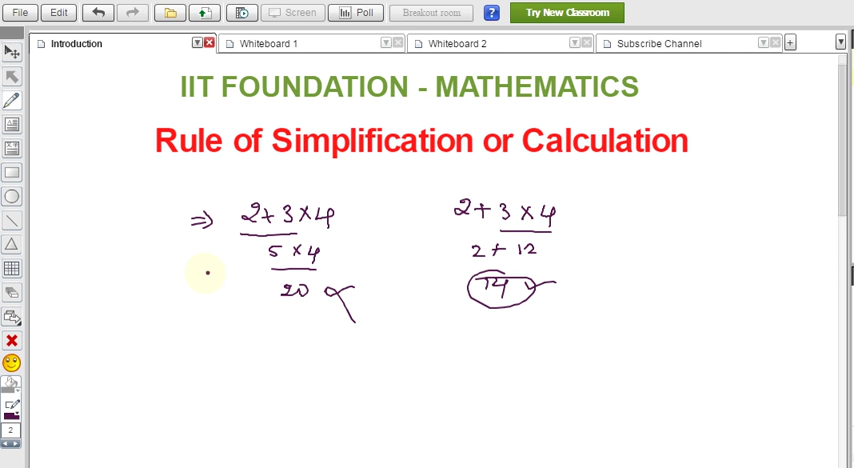 File Edit Screen Poll Breakout room ? Try New Classroom
Introduction Whiteboard 1 Whiteboard 2 Subscribe Channel
IIT FOUNDATION - MATHEMATICS
Rule of Simplification or Calculation
⇒ 2+3×4 2+3×4
5×4 2+12
20 14
2